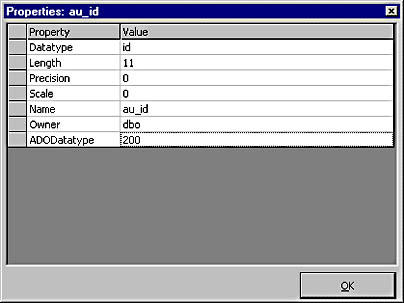 Properties: au_id
Property Value
Datatype id
Length 11
Precision 0
Scale 0
Name au_id
Owner dbo
ADODatatype 200
OK